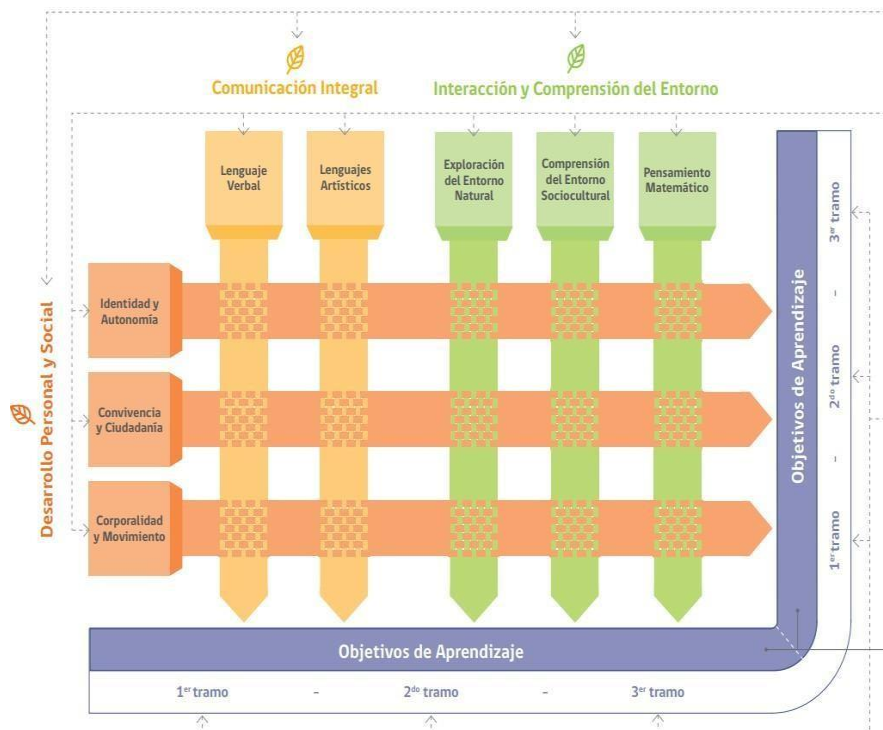 Comunicación Integral
Interacción y Comprensión del Entorno
Lenguaje
Verbal
Lenguajes
Artísticos
Exploración
del Entorno
Natural
Comprensión
del Entorno
Sociocultural
Pensamiento
Matemático
Desarrollo Personal y Social
Identidad y
Autonomía
Convivencia
y Ciudadanía
Corporalidad
y Movimiento
Objetivos de Aprendizaje
1er tramo - 2do tramo - 3er tramo
Objetivos de Aprendizaje
1er tramo - 2do tramo - 3er tramo